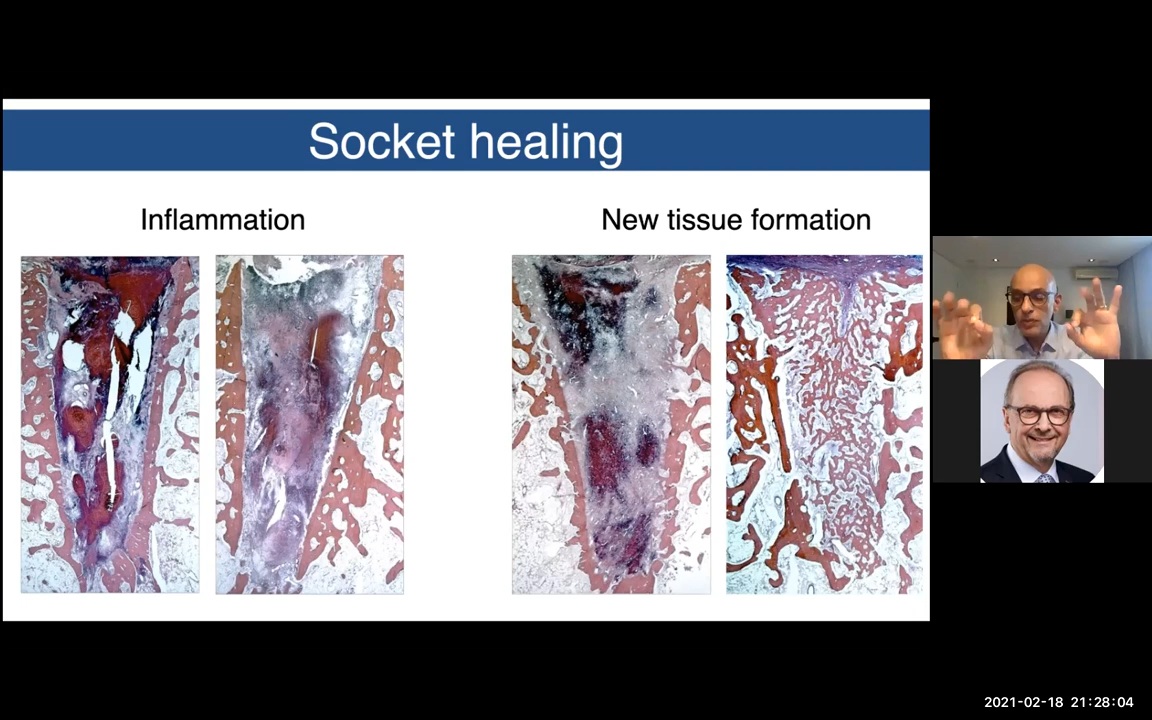 Socket healing
Inflammation
New tissue formation
2021-02-18 21:28:04